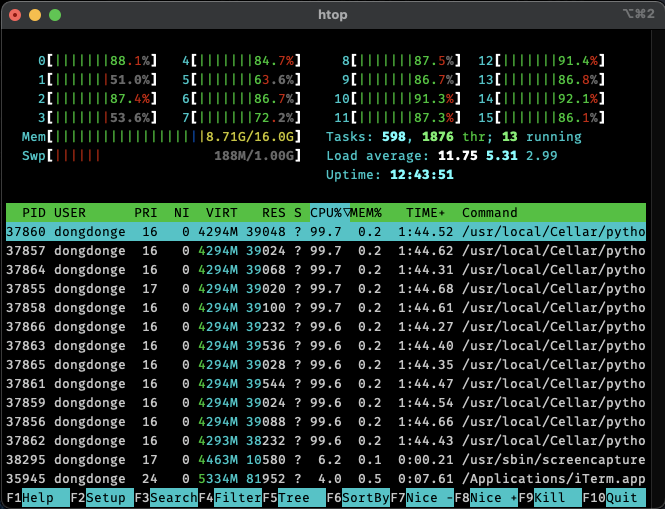 htop ⌥⌘2
0[|||||||88.1%] 4[|||||||84.7%] 8[|||||||87.5%] 12[|||||||91.4%]
1[|||||||51.0%] 5[|||||||63.6%] 9[|||||||86.7%] 13[|||||||86.8%]
2[|||||||87.4%] 6[|||||||86.7%] 10[|||||||91.3%] 14[|||||||92.1%]
3[|||||||53.6%] 7[|||||||72.2%] 11[|||||||87.3%] 15[|||||||86.1%]
Mem[|||||||||||||||||||8.71G/16.0G] Tasks: 598, 1876 thr; 13 running
Swp[|||||| 188M/1.00G] Load average: 11.75 5.31 2.99
Uptime: 12:43:51
PID USER PRI NI VIRT RES S CPU%▽MEM% TIME+ Command
37860 dongdonge 16 0 4294M 39048 ? 99.7 0.2 1:44.52 /usr/local/Cellar/pytho
37857 dongdonge 16 0 4294M 39024 ? 99.7 0.2 1:44.62 /usr/local/Cellar/pytho
37864 dongdonge 16 0 4294M 39068 ? 99.7 0.2 1:44.31 /usr/local/Cellar/pytho
37855 dongdonge 17 0 4294M 39020 ? 99.7 0.2 1:44.68 /usr/local/Cellar/pytho
37858 dongdonge 16 0 4294M 39100 ? 99.7 0.2 1:44.61 /usr/local/Cellar/pytho
37866 dongdonge 16 0 4294M 39232 ? 99.6 0.2 1:44.27 /usr/local/Cellar/pytho
37863 dongdonge 16 0 4294M 39536 ? 99.6 0.2 1:44.40 /usr/local/Cellar/pytho
37865 dongdonge 16 0 4294M 39028 ? 99.6 0.2 1:44.35 /usr/local/Cellar/pytho
37861 dongdonge 16 0 4294M 39544 ? 99.6 0.2 1:44.47 /usr/local/Cellar/pytho
37859 dongdonge 16 0 4294M 39024 ? 99.6 0.2 1:44.54 /usr/local/Cellar/pytho
37856 dongdonge 16 0 4294M 39088 ? 99.6 0.2 1:44.66 /usr/local/Cellar/pytho
37862 dongdonge 16 0 4293M 38232 ? 99.6 0.2 1:44.43 /usr/local/Cellar/pytho
38295 dongdonge 17 0 4463M 10580 ? 6.2 0.1 0:00.21 /usr/sbin/screencapture
35945 dongdonge 24 0 5334M 81952 ? 4.0 0.5 0:07.61 /Applications/iTerm.app
F1Help F2Setup F3SearchF4FilterF5Tree F6SortByF7Nice -F8Nice +F9Kill F10Quit